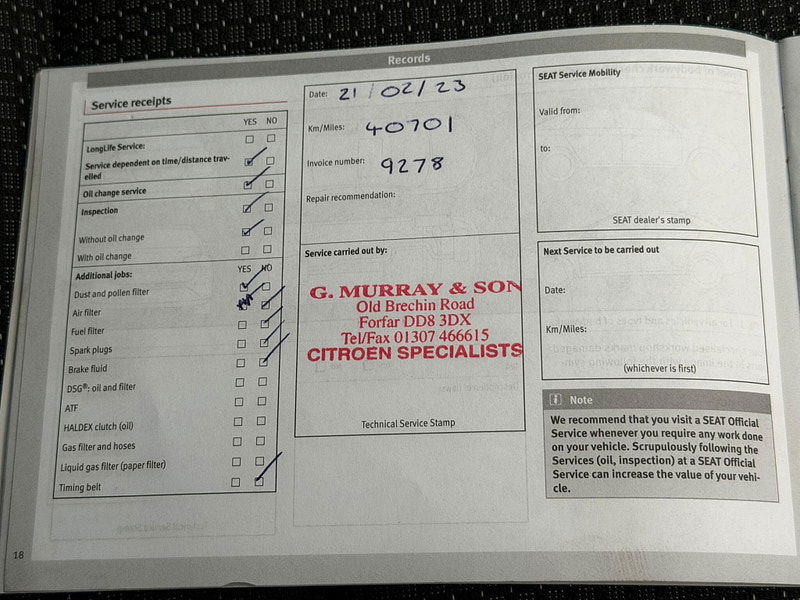 Records
Service receipts
YES NO
LongLife Service:
Service dependent on time/distance trav-
elled
Oil change service
Inspection
Without oil change
With oil change
Additional jobs: YES NO
Dust and pollen filter
Air filter
Fuel filter
Spark plugs
Brake fluid
DSG®: oil and filter
ATF
HALDEX clutch (oil)
Gas filter and hoses
Liquid gas filter (paper filter)
Timing belt
18
Date: 21/02/23
Km/Miles: 40701
Invoice number: 9278
Repair recommendation:
Service carried out by:
G. MURRAY & SON
Old Brechin Road
Forfar DD8 3DX
Tel/Fax 01307 466615
CITROEN SPECIALISTS
Technical Service Stamp
SEAT Service Mobility
Valid from:
to:
SEAT dealer's stamp
Next Service to be carried out
Date:
Km/Miles:
(whichever is first)
i Note
We recommend that you visit a SEAT Official
Service whenever you require any work done
on your vehicle. Scrupulously following the
Services (oil, inspection) at a SEAT Official
Service can increase the value of your vehi-
cle.